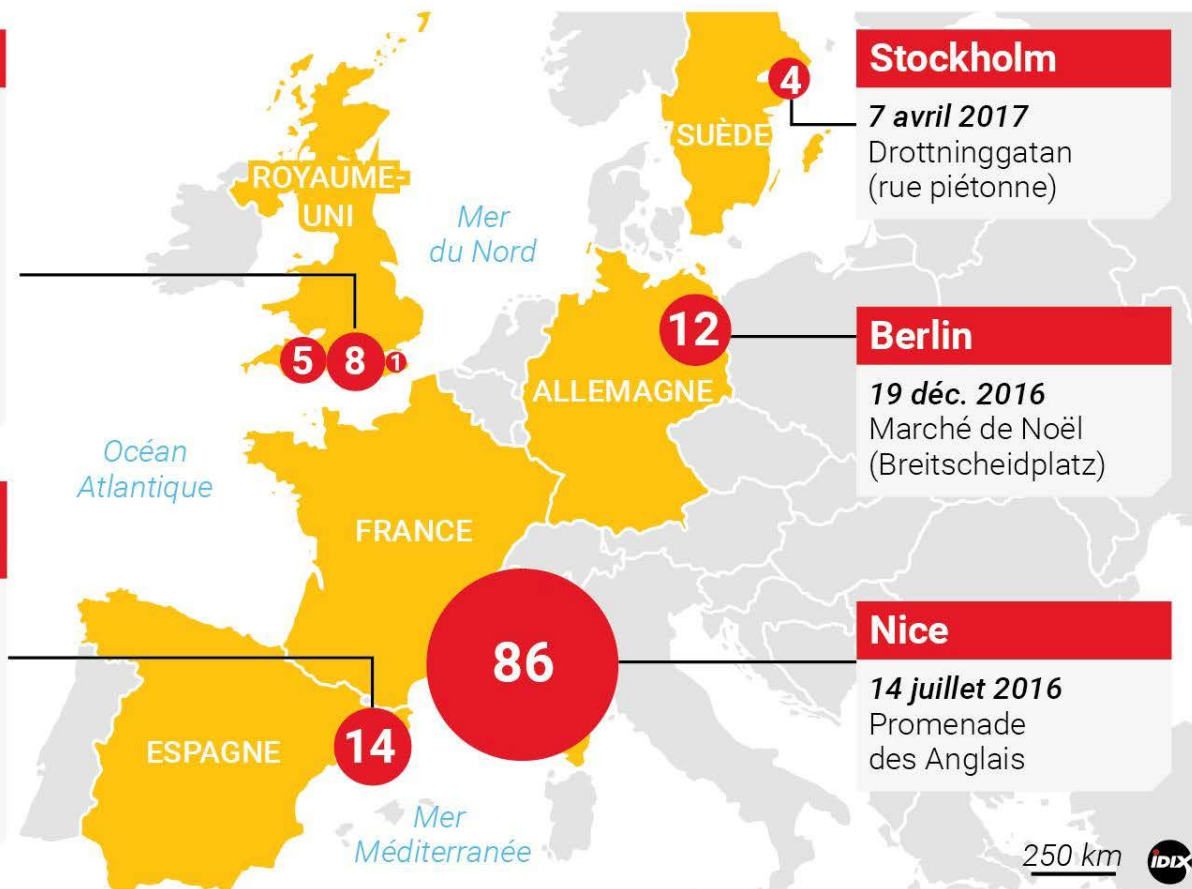 Stockholm
7 avril 2017
Drottninggatan
(rue piétonne)
4
SUÈDE
ROYAUME-
UNI
Mer
du Nord
5
8
1
12
Berlin
19 déc. 2016
Marché de Noël
(Breitscheidplatz)
ALLEMAGNE
Océan
Atlantique
FRANCE
86
Nice
14 juillet 2016
Promenade
des Anglais
ESPAGNE
14
Mer
Méditerranée
250 km
iDIX